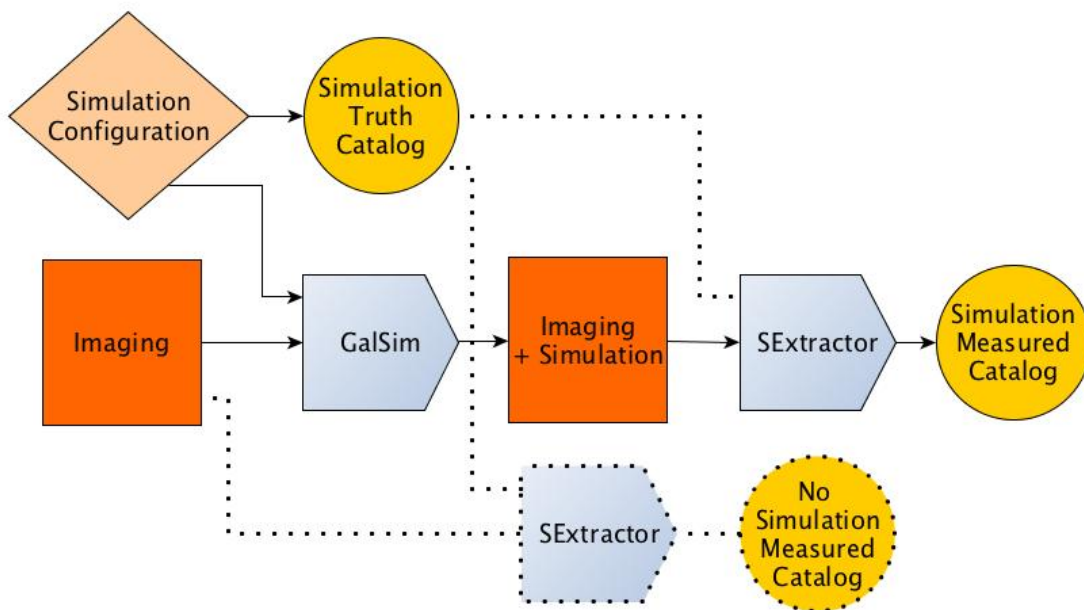 Simulation
Configuration
Simulation
Truth
Catalog
Imaging
GalSim
Imaging
+ Simulation
SExtractor
Simulation
Measured
Catalog
SExtractor
No
Simulation
Measured
Catalog